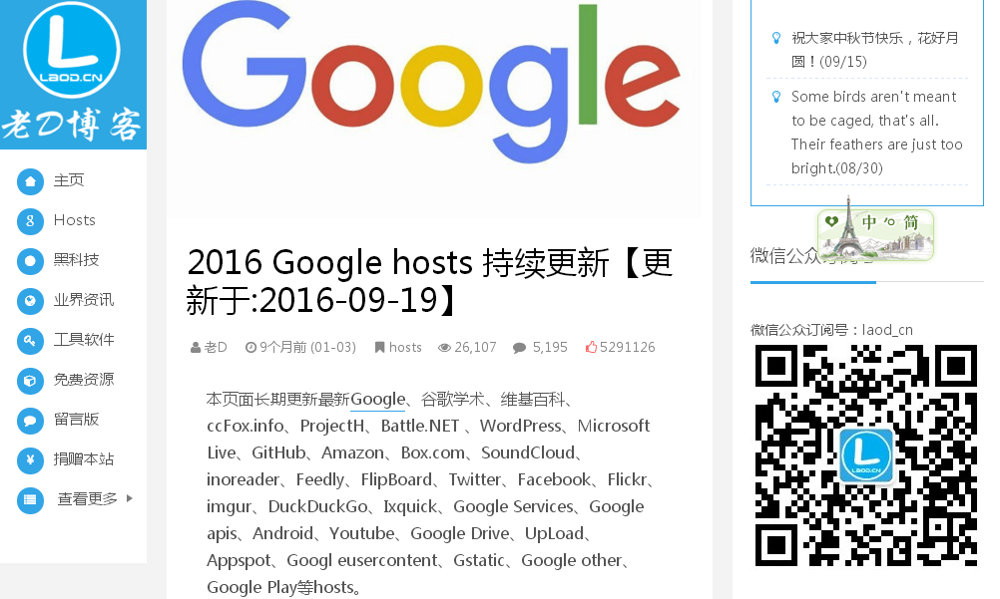 LAOD.CN
老D博客
主页
Hosts
黑科技
业界资讯
工具软件
免费资源
留言版
捐赠本站
查看更多
Google
2016 Google hosts 持续更新【更
新于:2016-09-19】
老D 9个月前 (01-03) hosts 26,107 5,195 5291126
本页面长期更新最新Google、谷歌学术、维基百科、
ccFox.info、ProjectH、Battle.NET 、WordPress、Microsoft
Live、GitHub、Amazon、Box.com、SoundCloud、
inoreader、Feedly、FlipBoard、Twitter、Facebook、Flickr、
imgur、DuckDuckGo、Ixquick、Google Services、Google
apis、Android、Youtube、Google Drive、UpLoad、
Appspot、Googl eusercontent、Gstatic、Google other、
Google Play等hosts。
祝大家中秋节快乐，花好月
圆！(09/15)
Some birds aren't meant
to be caged, that's all.
Their feathers are just too
bright.(08/30)
中 简
微信公众
微信公众订阅号：laod_cn
LAOD.CN